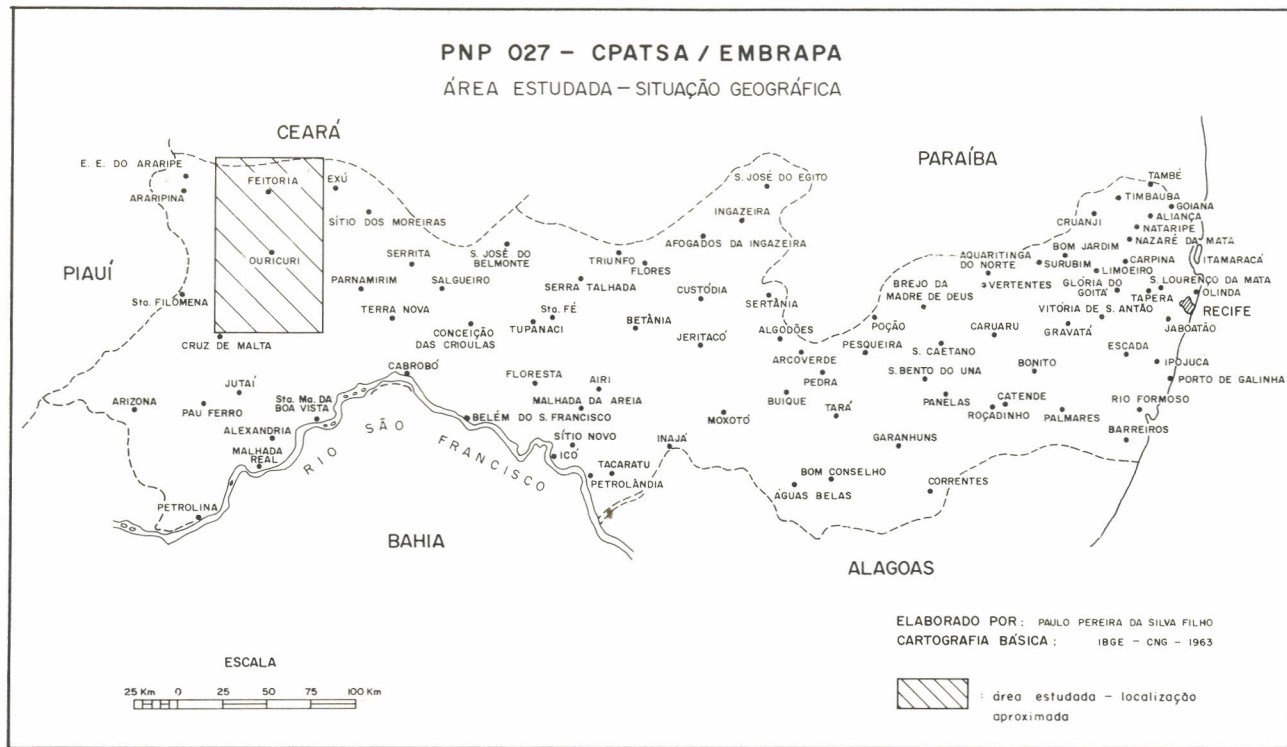 PNP 027 - CPATSA / EMBRAPA
ÁREA ESTUDADA - SITUAÇÃO GEOGRÁFICA
CEARÁ
PARAÍBA
E. E. DO ARARIPE
ARARIPINA
FEITORIA
EXÚ
SÍTIO DOS MOREIRAS
S. JOSÉ DO EGITO
INGAZEIRA
AFOGADOS DA INGAZEIRA
TAMBÉ
TIMBAUBA
GOIANA
CRUANJI
ALIANÇA
NATARIPE
NAZARÉ DA MATA
PIAUÍ
OURICURI
SERRITA
S. JOSÉ DO
BELMONTE
TRIUNFO
FLORES
BOM JARDIM
AQUARITINGA
DO NORTE
SURUBIM
CARPINA
ITAMARACÁ
LIMOEIRO
PARNAMIRIM
SALGUEIRO
SERRA TALHADA
CUSTÓDIA
SERTÂNIA
BREJO DA
MADRE DE DEUS
VERTENTES
GLÓRIA DO
GOITÁ
S. LOURENÇO DA MATA
TAPERA
OLINDA
Sta. FILOMENA
TERRA NOVA
CONCEIÇÃO
DAS CRIOULAS
Sta. FÉ
TUPANACI
BETÂNIA
JERITACÓ
ALGODÕES
POÇÃO
CARUARU
VITÓRIA DE S. ANTÃO
GRAVATÁ
RECIFE
JABOATÃO
CRUZ DE MALTA
ARCOVERDE
PESQUEIRA
S. CAETANO
ESCADA
IPOJUCA
CABROBÓ
FLORESTA
AIRI
PEDRA
S. BENTO DO UNA
BONITO
PORTO DE GALINHA
JUTAÍ
ARIZONA
PAU FERRO
Sta. Ma. DA
BOA VISTA
MALHADA DA AREIA
BUIQUE
PANELAS
CATENDE
ROÇADINHO
RIO FORMOSO
BELÉM DO S. FRANCISCO
MOXOTÓ
TARÁ
PALMARES
BARREIROS
ALEXANDRIA
MALHADA
REAL
RIO SÃO FRANCISCO
SÍTIO NOVO
ICÓ
INAJÁ
GARANHUNS
TACARATU
PETROLÂNDIA
BOM CONSELHO
ÁGUAS BELAS
CORRENTES
PETROLINA
BAHIA
ALAGOAS
ELABORADO POR: PAULO PEREIRA DA SILVA FILHO
CARTOGRAFIA BÁSICA: IBGE - CNG - 1963
ESCALA
25 Km 0 25 50 75 100 Km
: área estudada - localização
aproximada